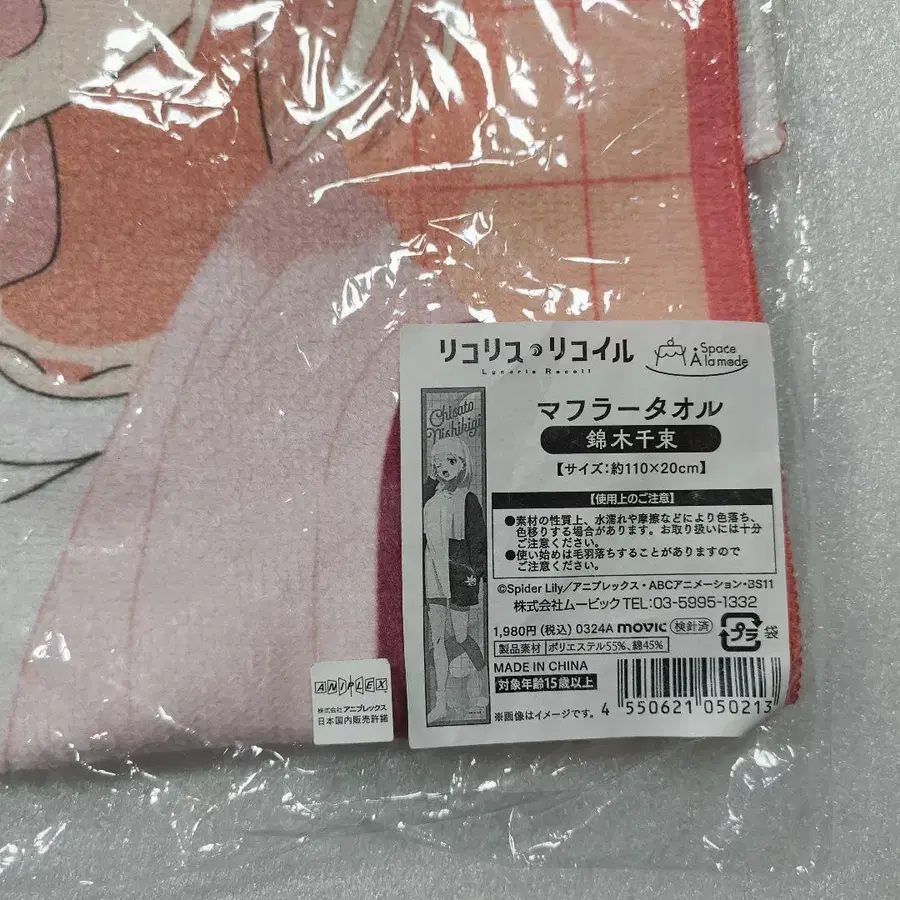 リコリス・リコイル
Lycoris Recoil
Space
À la mode
Chisato
Nishikigi
マフラータオル
錦木千束
【サイズ:約110×20cm】
【使用上のご注意】
●素材の性質上、水濡れや摩擦などにより色落ち、
色移りする場合があります。お取り扱いには十分
ご注意ください。
●使い始めは毛羽落ちすることがありますので
ご注意ください。
©Spider Lily/アニプレックス・ABCアニメーション・BS11
株式会社ムービック TEL:03-5995-1332
1,980円(税込) 0324A movic 検針済
プラ 袋
製品素材 ポリエステル55%、綿45%
MADE IN CHINA
対象年齢15歳以上
※画像はイメージです。
4 550621 050213
ANIPLEX
株式会社アニプレックス
日本国内販売許諾